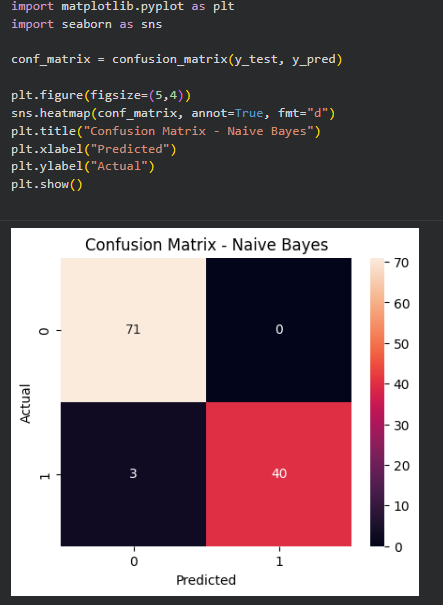 import matplotlib.pyplot as plt
import seaborn as sns
conf_matrix = confusion_matrix(y_test, y_pred)
plt.figure(figsize=(5,4))
sns.heatmap(conf_matrix, annot=True, fmt="d")
plt.title("Confusion Matrix - Naive Bayes")
plt.xlabel("Predicted")
plt.ylabel("Actual")
plt.show()
Confusion Matrix - Naive Bayes
70
60
50
40
30
20
10
0
Actual
0
71
0
1
3
40
0
1
Predicted